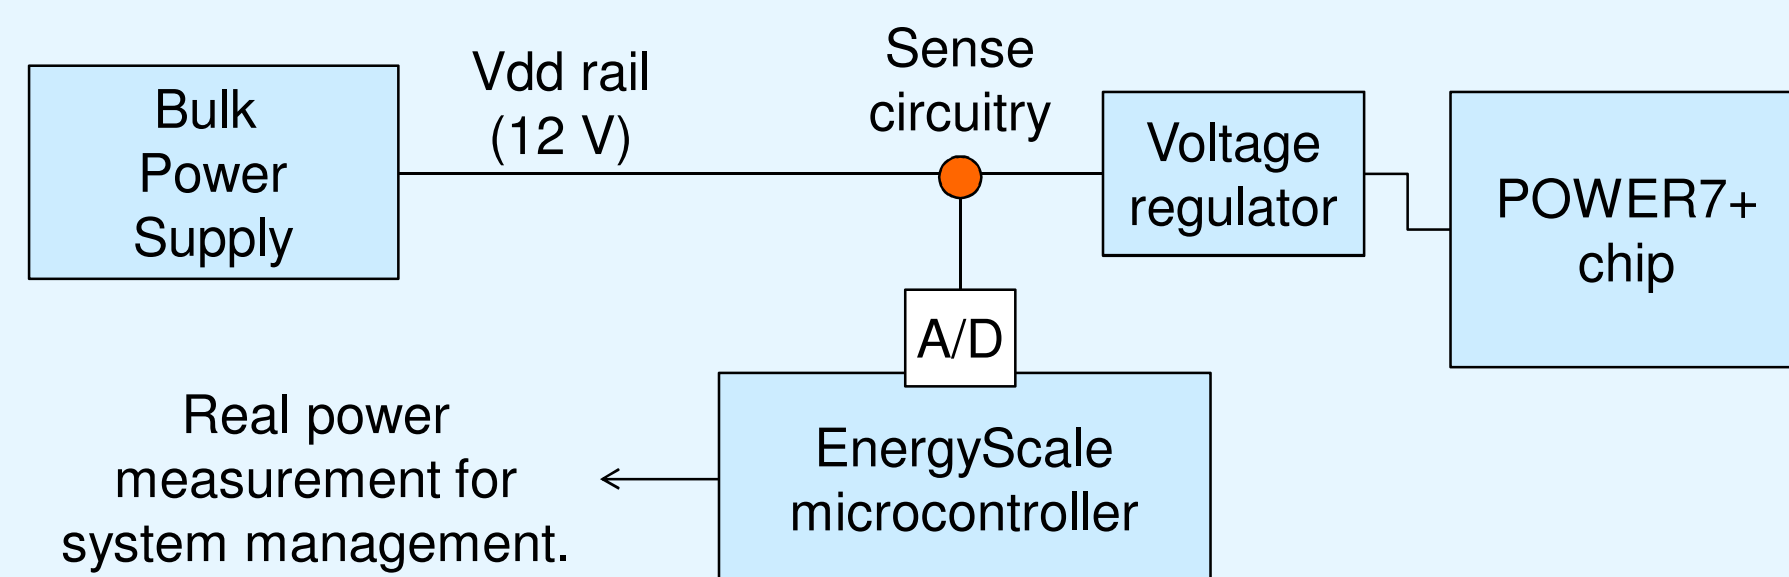 Bulk
Power
Supply
Vdd rail
(12 V)
Sense
circuitry
Voltage
regulator
POWER7+
chip
A/D
EnergyScale
microcontroller
Real power
measurement for
system management.